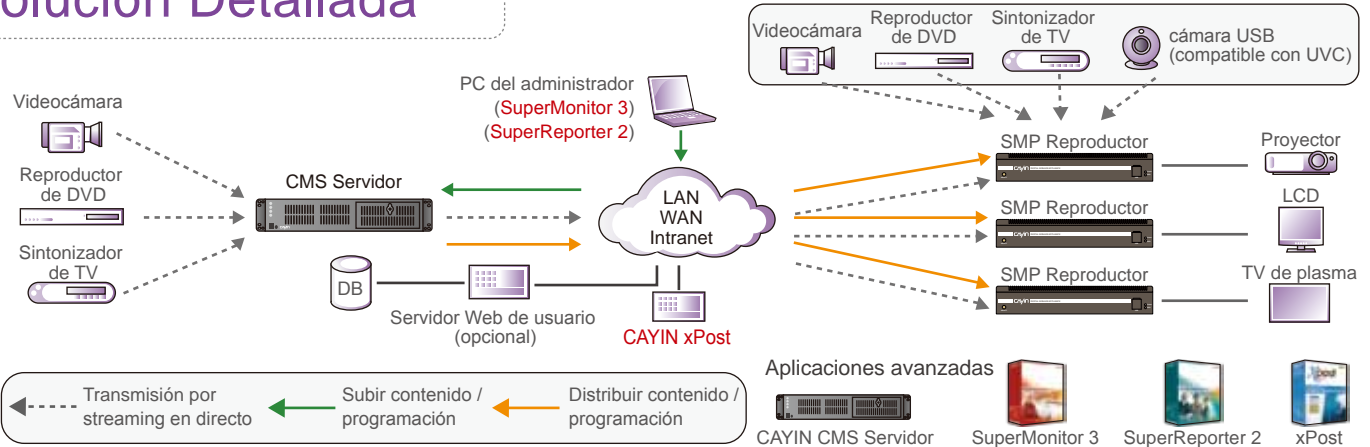 olución Detallada
Videocámara
Reproductor
de DVD
Sintonizador
de TV
cámara USB
(compatible con UVC)
PC del administrador
(SuperMonitor 3)
(SuperReporter 2)
Videocámara
Reproductor
de DVD
Sintonizador
de TV
CMS Servidor
LAN
WAN
Intranet
SMP Reproductor
SMP Reproductor
SMP Reproductor
CAYIN
CAYIN
CAYIN
Proyector
LCD
TV de plasma
DB
Servidor Web de usuario
(opcional)
CAYIN xPost
Transmisión por
streaming en directo
Subir contenido /
programación
Distribuir contenido /
programación
Aplicaciones avanzadas
CAYIN CMS Servidor
SuperMonitor 3
SuperReporter 2
xPost